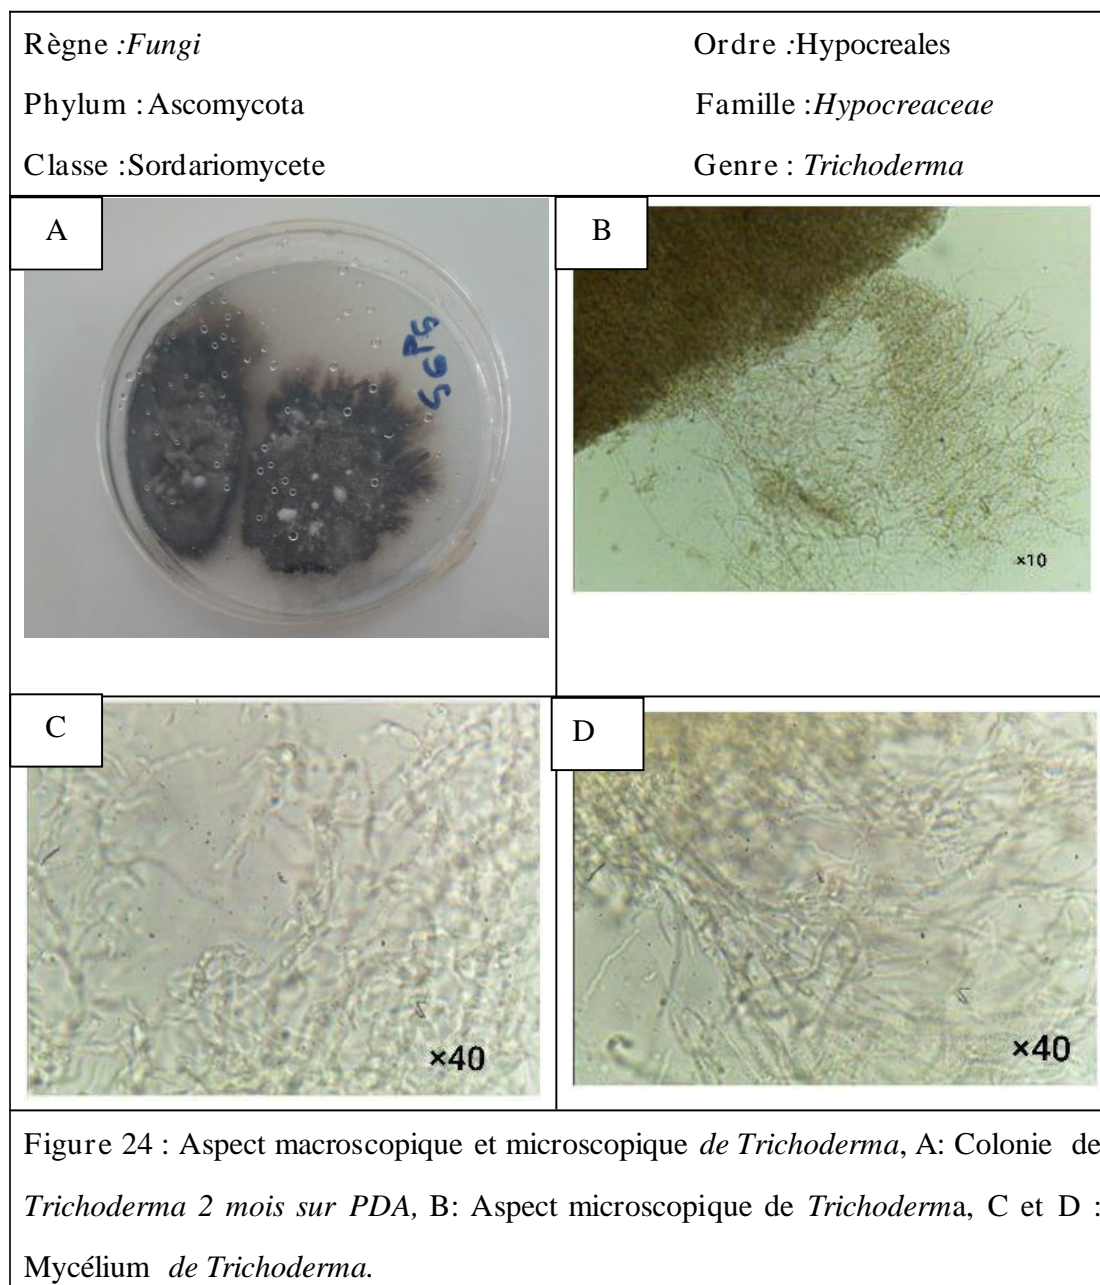 Règne :Fungi
Ordre :Hypocreales
Phylum : Ascomycota
Famille :Hypocreaceae
Classe :Sordariomycete
Genre : Trichoderma
A
B
×10
C
×40
D
×40
Figure 24 : Aspect macroscopique et microscopique de Trichoderma, A: Colonie de
Trichoderma 2 mois sur PDA, B: Aspect microscopique de Trichoderma, C et D :
Mycélium de Trichoderma.